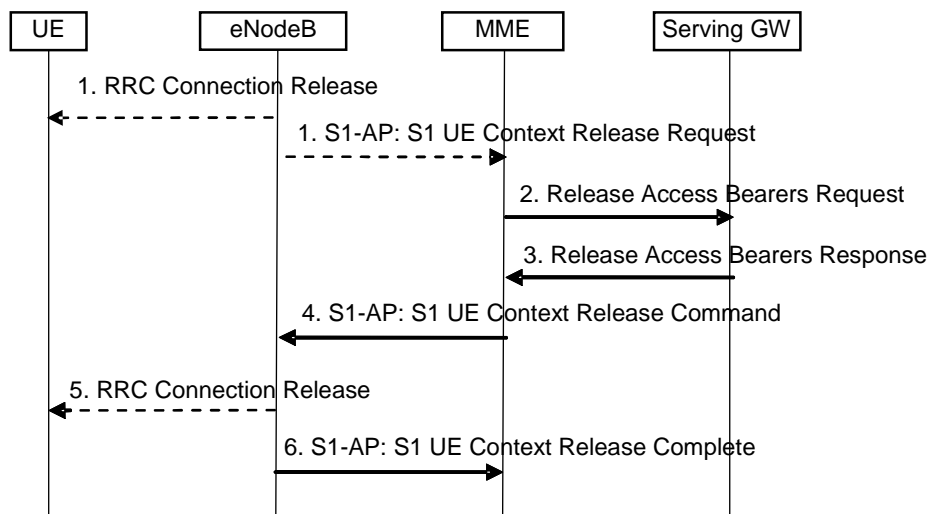 UE
eNodeB
MME
Serving GW
1. RRC Connection Release
1. S1-AP: S1 UE Context Release Request
2. Release Access Bearers Request
3. Release Access Bearers Response
4. S1-AP: S1 UE Context Release Command
5. RRC Connection Release
6. S1-AP: S1 UE Context Release Complete